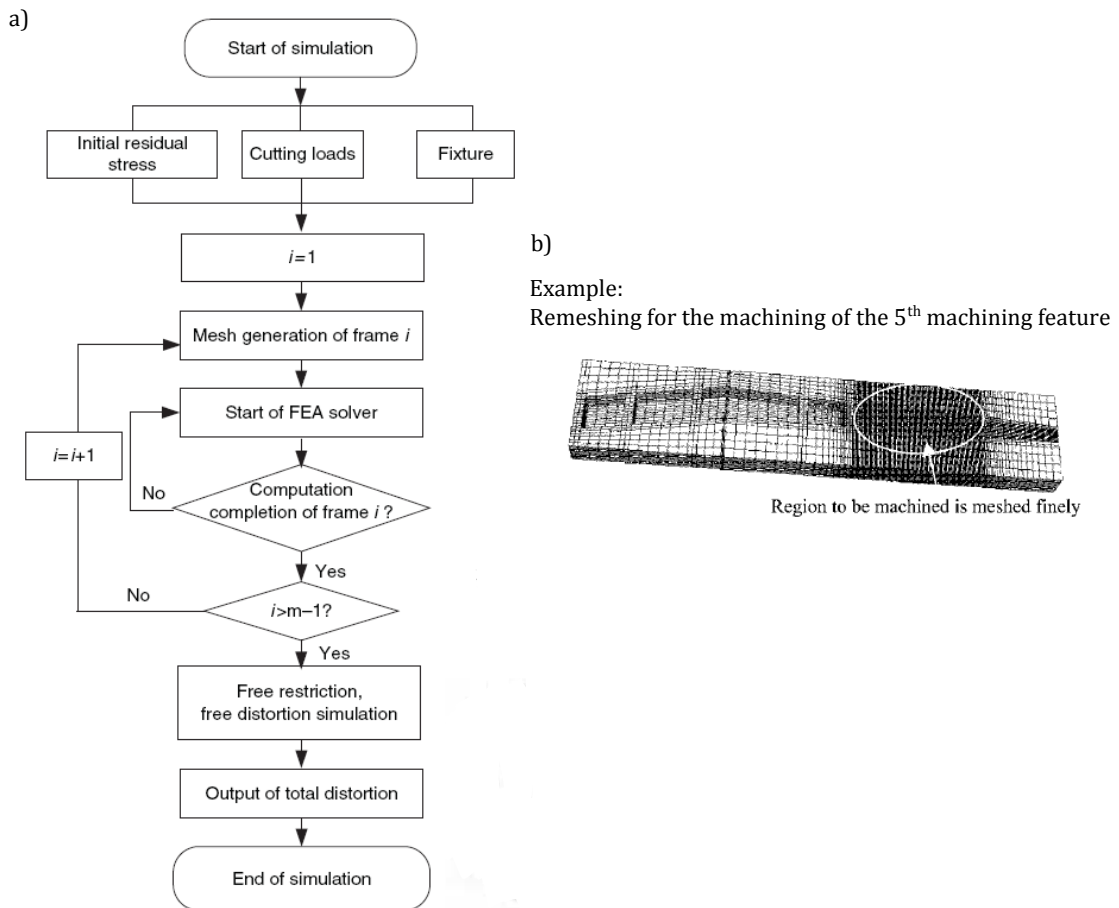 a)
Start of simulation
Initial residual
stress
Cutting loads
Fixture
i=1
Mesh generation of frame i
Start of FEA solver
i=i+1
No
Computation
completion of frame i ?
Yes
No
i>m–1?
Yes
Free restriction,
free distortion simulation
Output of total distortion
End of simulation
b)
Example:
Remeshing for the machining of the 5th machining feature
Region to be machined is meshed finely